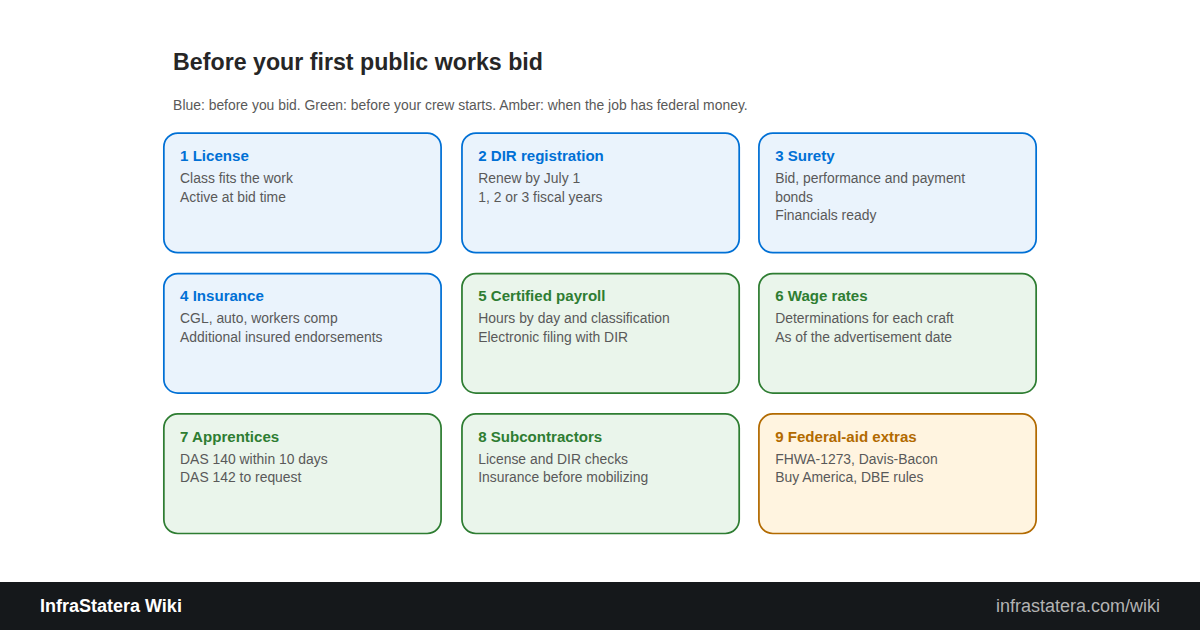 Before your first public works bid
Blue: before you bid. Green: before your crew starts. Amber: when the job has federal money.
1 License
Class fits the work
Active at bid time
2 DIR registration
Renew by July 1
1, 2 or 3 fiscal years
3 Surety
Bid, performance and payment
bonds
Financials ready
4 Insurance
CGL, auto, workers comp
Additional insured endorsements
5 Certified payroll
Hours by day and classification
Electronic filing with DIR
6 Wage rates
Determinations for each craft
As of the advertisement date
7 Apprentices
DAS 140 within 10 days
DAS 142 to request
8 Subcontractors
License and DIR checks
Insurance before mobilizing
9 Federal-aid extras
FHWA-1273, Davis-Bacon
Buy America, DBE rules
InfraStatera Wiki
infrastatera.com/wiki